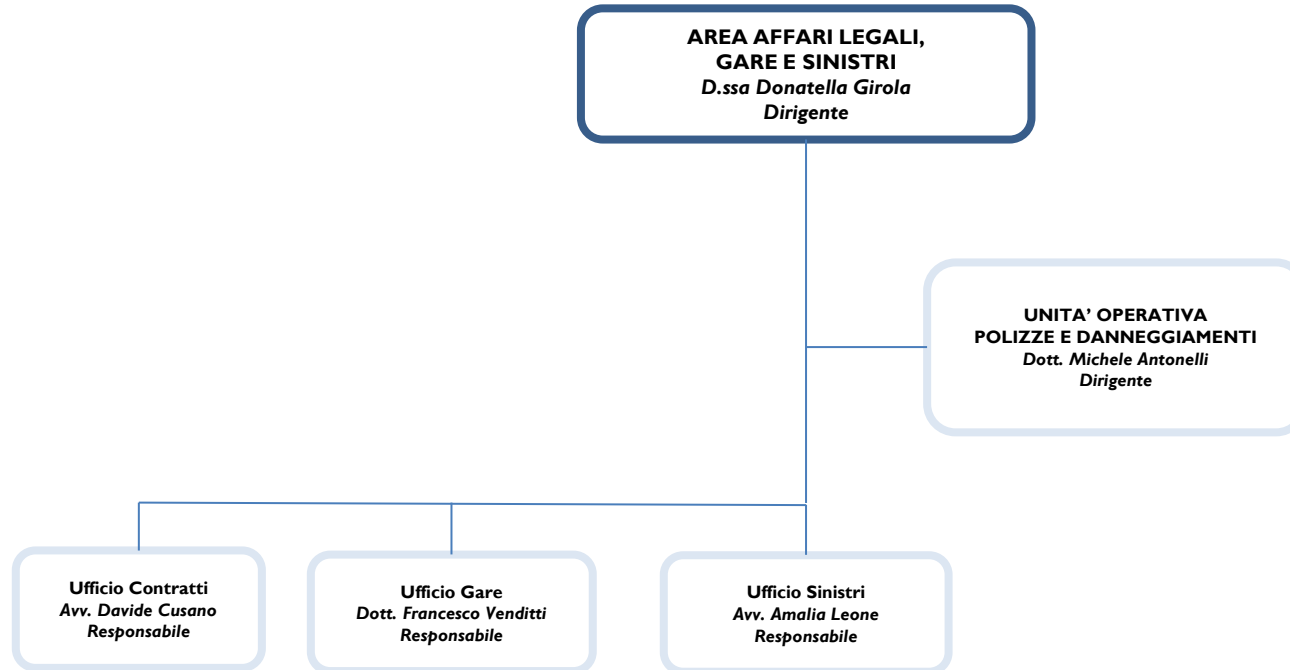 AREA AFFARI LEGALI,
GARE E SINISTRI
D.ssa Donatella Girola
Dirigente
UNITA’ OPERATIVA
POLIZZE E DANNEGGIAMENTI
Dott. Michele Antonelli
Dirigente
Ufficio Contratti
Avv. Davide Cusano
Responsabile
Ufficio Gare
Dott. Francesco Venditti
Responsabile
Ufficio Sinistri
Avv. Amalia Leone
Responsabile